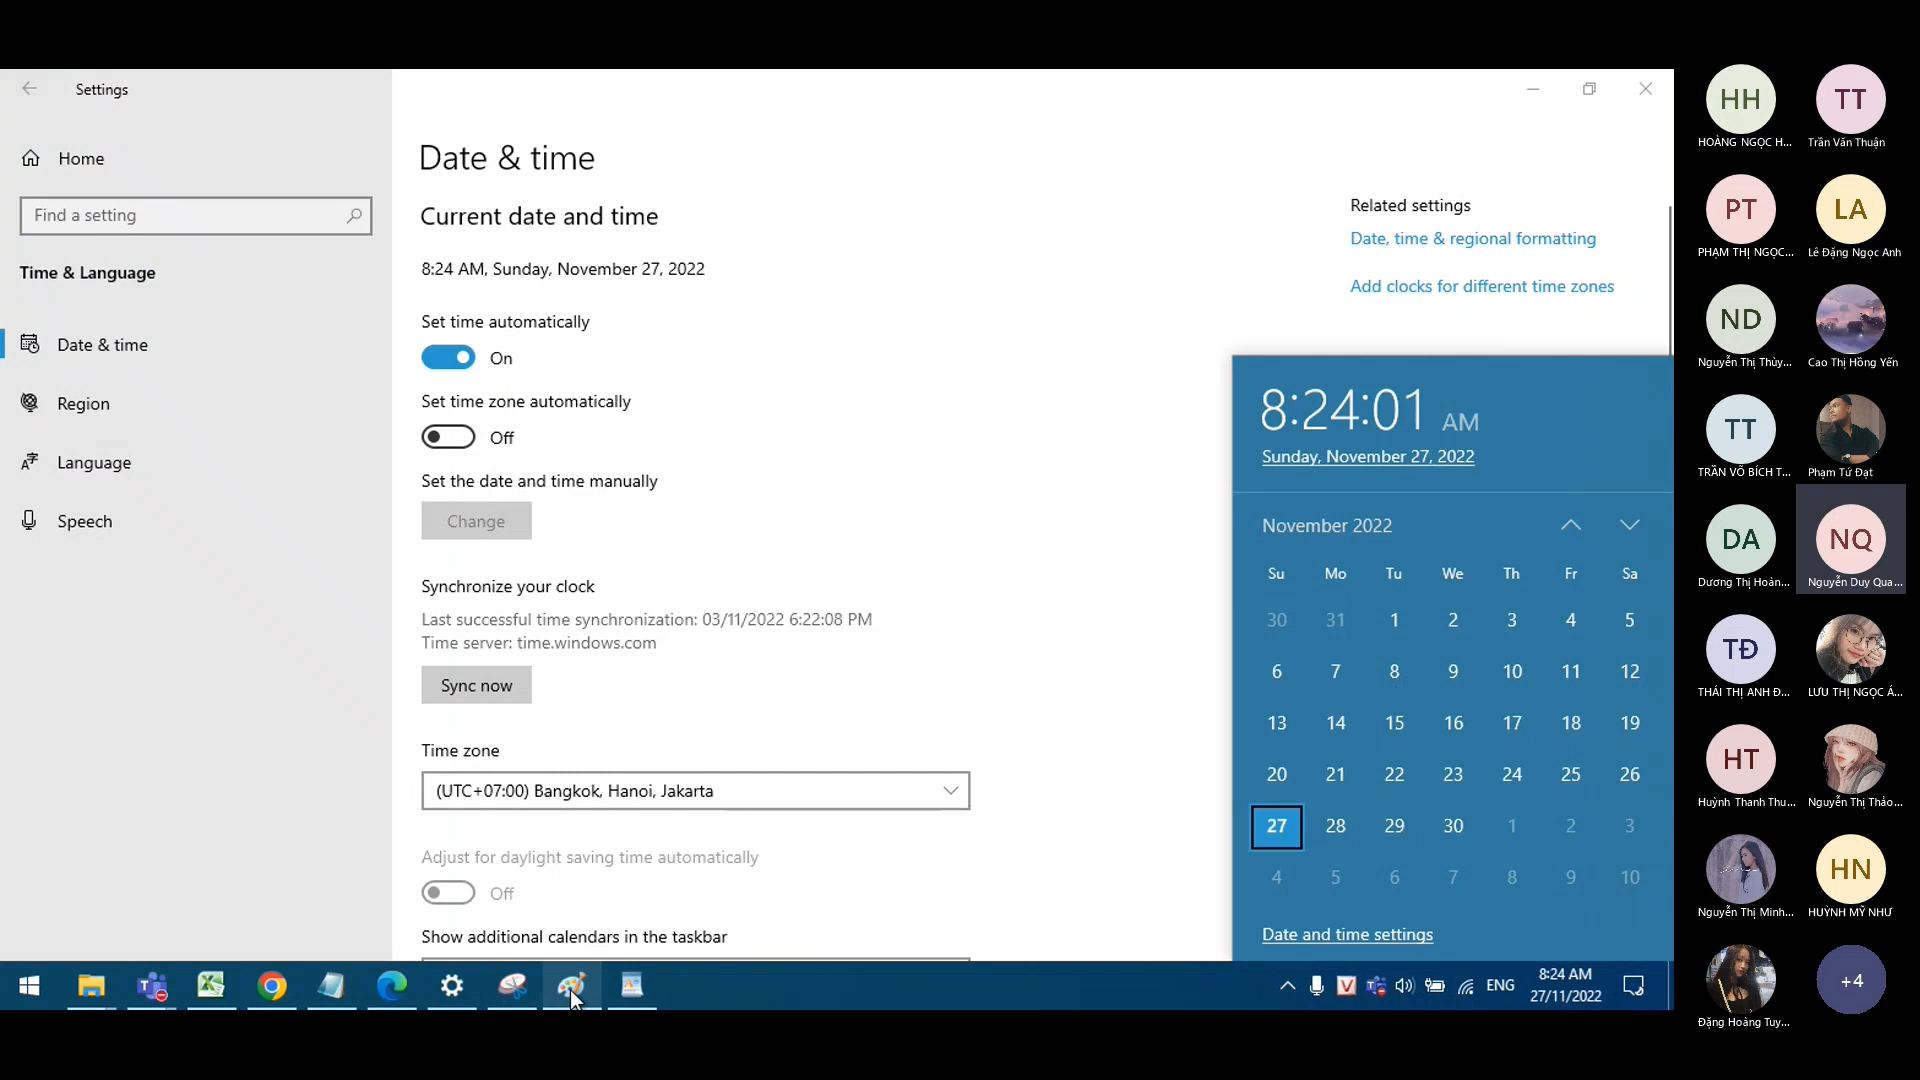 Settings
Home
Find a setting
Time & Language
Date & time
Region
Language
Speech
Date & time
Current date and time
8:24 AM, Sunday, November 27, 2022
Set time automatically
On
Set time zone automatically
Off
Set the date and time manually
Change
Synchronize your clock
Last successful time synchronization: 03/11/2022 6:22:08 PM
Time server: time.windows.com
Sync now
Time zone
(UTC+07:00) Bangkok, Hanoi, Jakarta
Adjust for daylight saving time automatically
Off
Show additional calendars in the taskbar
Related settings
Date, time & regional formatting
Add clocks for different time zones
8:24:01 AM
Sunday, November 27, 2022
November 2022
Su Mo Tu We Th Fr Sa
30 31 1 2 3 4 5
6 7 8 9 10 11 12
13 14 15 16 17 18 19
20 21 22 23 24 25 26
27 28 29 30 1 2 3
4 5 6 7 8 9 10
Date and time settings
ENG
8:24 AM
27/11/2022
HH TT
HOÀNG NGỌC H... Trần Văn Thuận
PT LA
PHẠM THỊ NGỌC... Lê Đặng Ngọc Anh
ND
Nguyễn Thị Thùy... Cao Thị Hồng Yến
TT
TRẦN VÕ BÍCH T... Phạm Tứ Đạt
DA NQ
Dương Thị Hoàn... Nguyễn Duy Qua...
TĐ
THÁI THỊ ANH Đ... LƯU THỊ NGỌC Á...
HT
Huỳnh Thanh Thu... Nguyễn Thị Thảo...
HN
Nguyễn Thị Minh... HUỲNH MỸ NHƯ
+4
Đặng Hoàng Tuy...